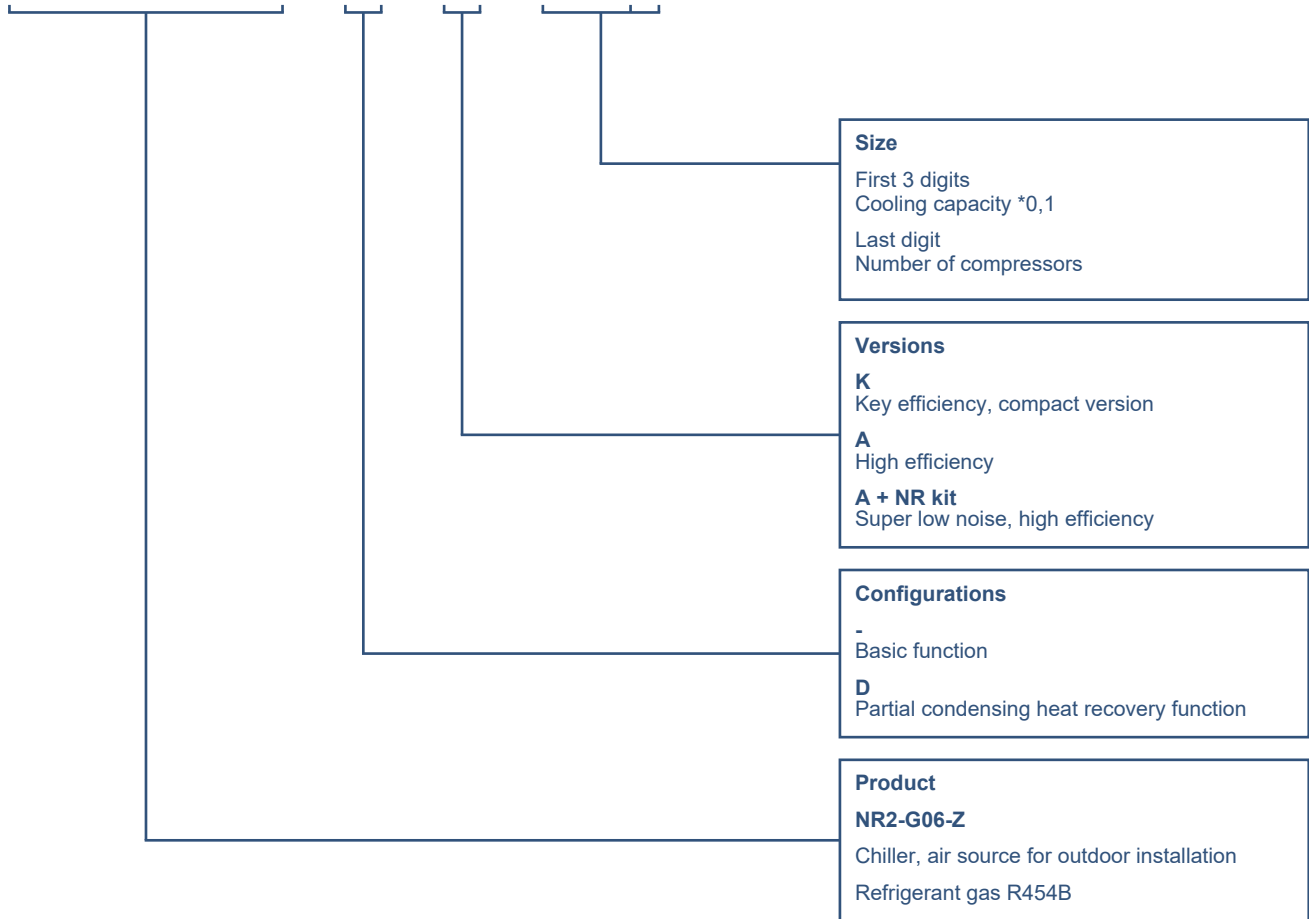 Size
First 3 digits
Cooling capacity *0,1
Last digit
Number of compressors
Versions
K
Key efficiency, compact version
A
High efficiency
A + NR kit
Super low noise, high efficiency
Configurations
-
Basic function
D
Partial condensing heat recovery function
Product
NR2-G06-Z
Chiller, air source for outdoor installation
Refrigerant gas R454B